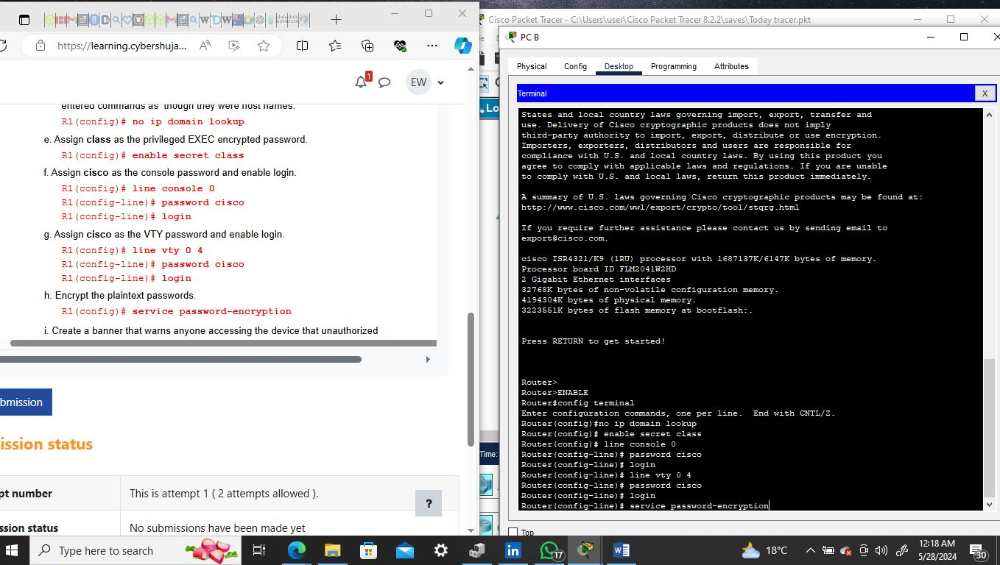 Cisco Packet Tracer - C:\Users\user\Cisco Packet Tracer 8.2.2\saves\Today tracer.pkt
https://learning.cybershuja...
EW
1
entered commands as though they were host names.
R1(config)# no ip domain lookup
e. Assign class as the privileged EXEC encrypted password.
R1(config)# enable secret class
f. Assign cisco as the console password and enable login.
R1(config)# line console 0
R1(config-line)# password cisco
R1(config-line)# login
g. Assign cisco as the VTY password and enable login.
R1(config)# line vty 0 4
R1(config-line)# password cisco
R1(config-line)# login
h. Encrypt the plaintext passwords.
R1(config)# service password-encryption
i. Create a banner that warns anyone accessing the device that unauthorized
bmission
ission status
pt number
This is attempt 1 ( 2 attempts allowed ).
ssion status
No submissions have been made yet
?
PC B
Physical Config Desktop Programming Attributes
Terminal
X
States and local country laws governing import, export, transfer and
use. Delivery of Cisco cryptographic products does not imply
third-party authority to import, export, distribute or use encryption.
Importers, exporters, distributors and users are responsible for
compliance with U.S. and local country laws. By using this product you
agree to comply with applicable laws and regulations. If you are unable
to comply with U.S. and local laws, return this product immediately.
A summary of U.S. laws governing Cisco cryptographic products may be found at:
http://www.cisco.com/wwl/export/crypto/tool/stqrg.html
If you require further assistance please contact us by sending email to
export@cisco.com.
cisco ISR4321/K9 (1RU) processor with 1687137K/6147K bytes of memory.
Processor board ID FLM2041W2HD
2 Gigabit Ethernet interfaces
32768K bytes of non-volatile configuration memory.
4194304K bytes of physical memory.
3223551K bytes of flash memory at bootflash:.
Press RETURN to get started!
Router>
Router>ENABLE
Router#config terminal
Enter configuration commands, one per line. End with CNTL/Z.
Router(config)#no ip domain lookup
Router(config)# enable secret class
Router(config)# line console 0
Router(config-line)# password cisco
Router(config-line)# login
Router(config-line)# line vty 0 4
Router(config-line)# password cisco
Router(config-line)# login
Router(config-line)# service password-encryption
Top
.Lo
Time:
Type here to search
17
18°C
12:18 AM
5/28/2024
30